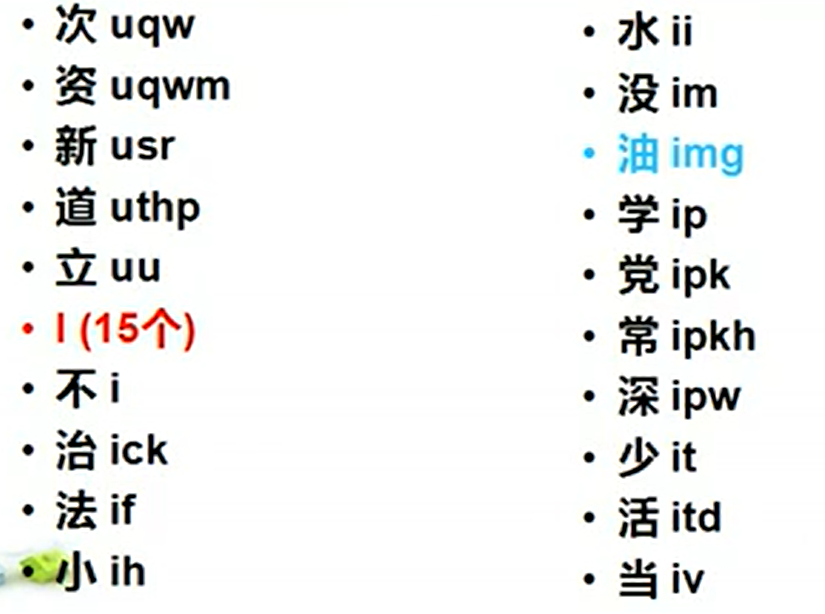 • 次 uqw
• 资 uqwm
• 新 usr
• 道 uthp
• 立 uu
• I (15个)
• 不 i
• 治 ick
• 法 if
• 小 ih
• 水 ii
• 没 im
• 油 img
• 学 ip
• 党 ipk
• 常 ipkh
• 深 ipw
• 少 it
• 活 itd
• 当 iv